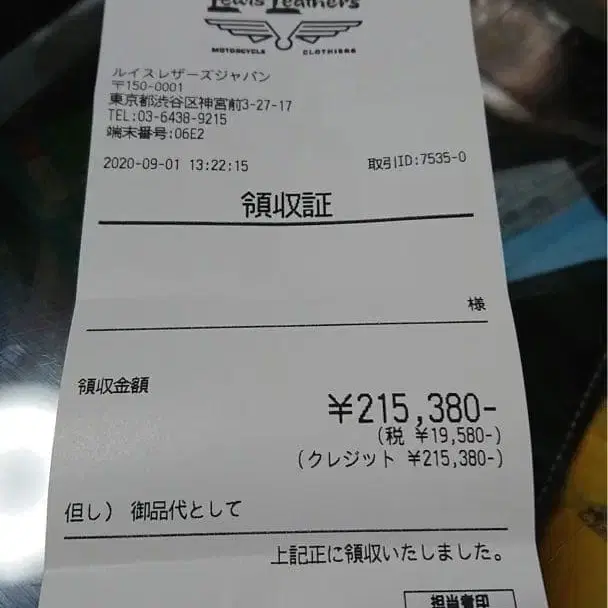 Lewis Leathers
MOTORCYCLE CLOTHIERS
ルイスレザーズジャパン
〒150-0001
東京都渋谷区神宮前3-27-17
TEL:03-6438-9215
端末番号:06E2
2020-09-01 13:22:15 取引ID:7535-0
領収証
様
領収金額
¥215,380-
(税 ¥19,580-)
(クレジット ¥215,380-)
但し) 御品代として
上記正に領収いたしました。
担当者印